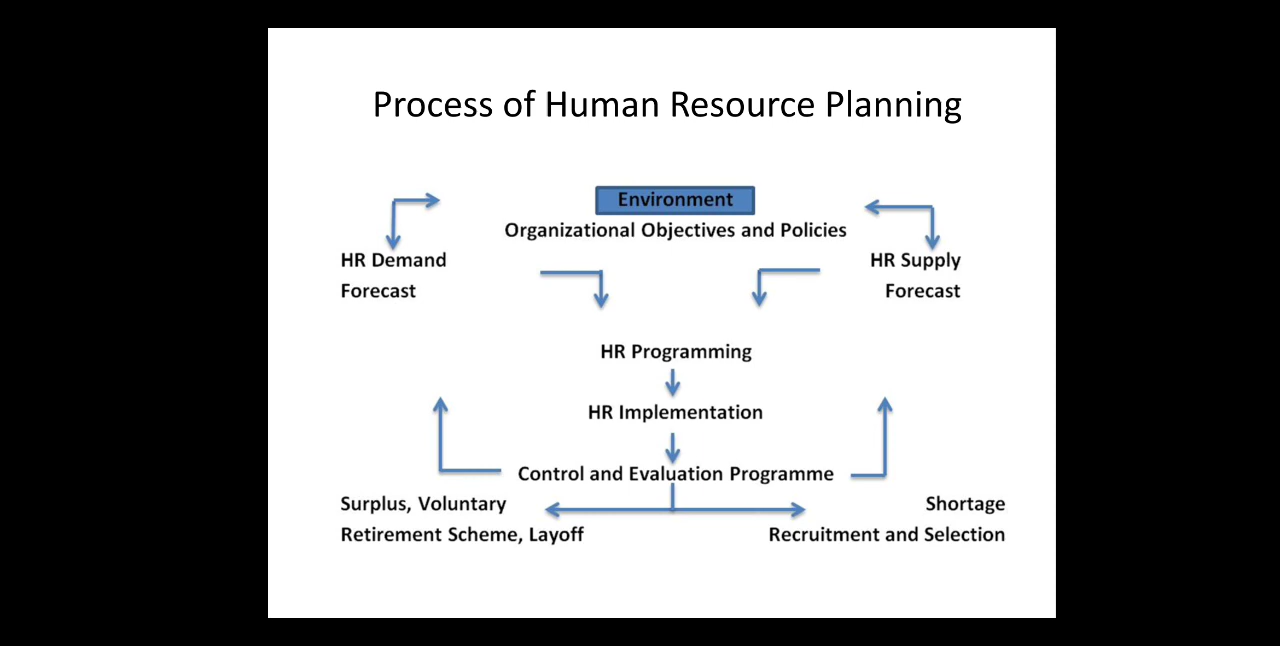 Process of Human Resource Planning
Environment
Organizational Objectives and Policies
HR Demand
Forecast
HR Supply
Forecast
HR Programming
HR Implementation
Control and Evaluation Programme
Surplus, Voluntary
Retirement Scheme, Layoff
Shortage
Recruitment and Selection